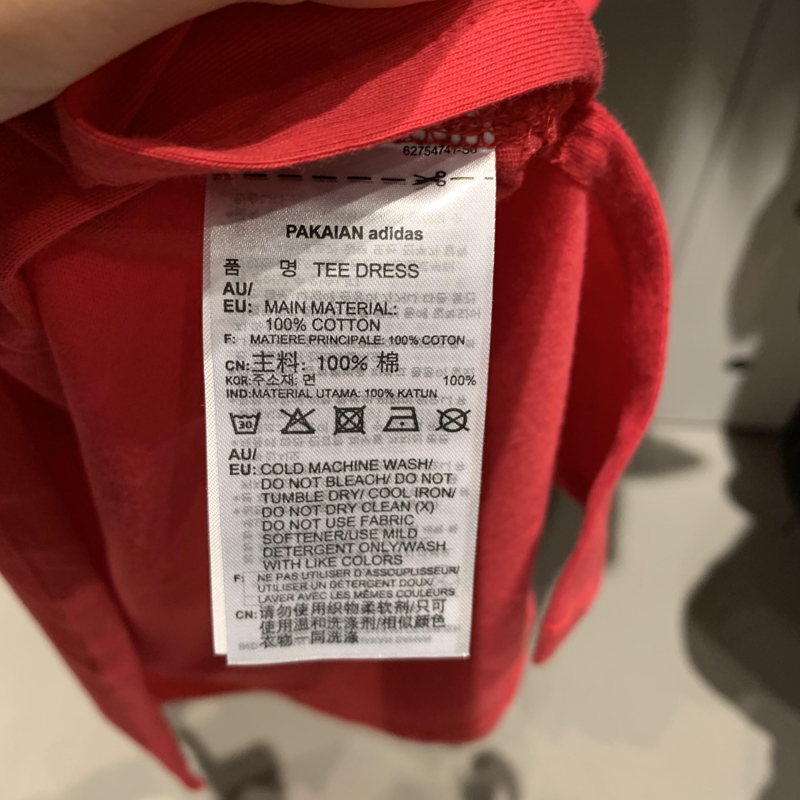 PAKAIAN adidas
품 명 TEE DRESS
AU/
EU: MAIN MATERIAL:
100% COTTON
F: MATIERE PRINCIPALE: 100% COTON
CN:主料: 100% 棉
KOR:주소재: 면 100%
IND:MATERIAL UTAMA: 100% KATUN
30
AU/
EU: COLD MACHINE WASH/
DO NOT BLEACH/ DO NOT
TUMBLE DRY/ COOL IRON/
DO NOT DRY CLEAN (X)
DO NOT USE FABRIC
SOFTENER/USE MILD
DETERGENT ONLY/WASH
WITH LIKE COLORS
F: NE PAS UTILISER D'ASSOUPLISSEUR/
UTILISER UN DÉTERGENT DOUX/
LAVER AVEC LES MÊMES COULEURS
CN:请勿使用织物柔软剂/只可
使用温和洗涤剂/相似颜色
衣物一同洗涤